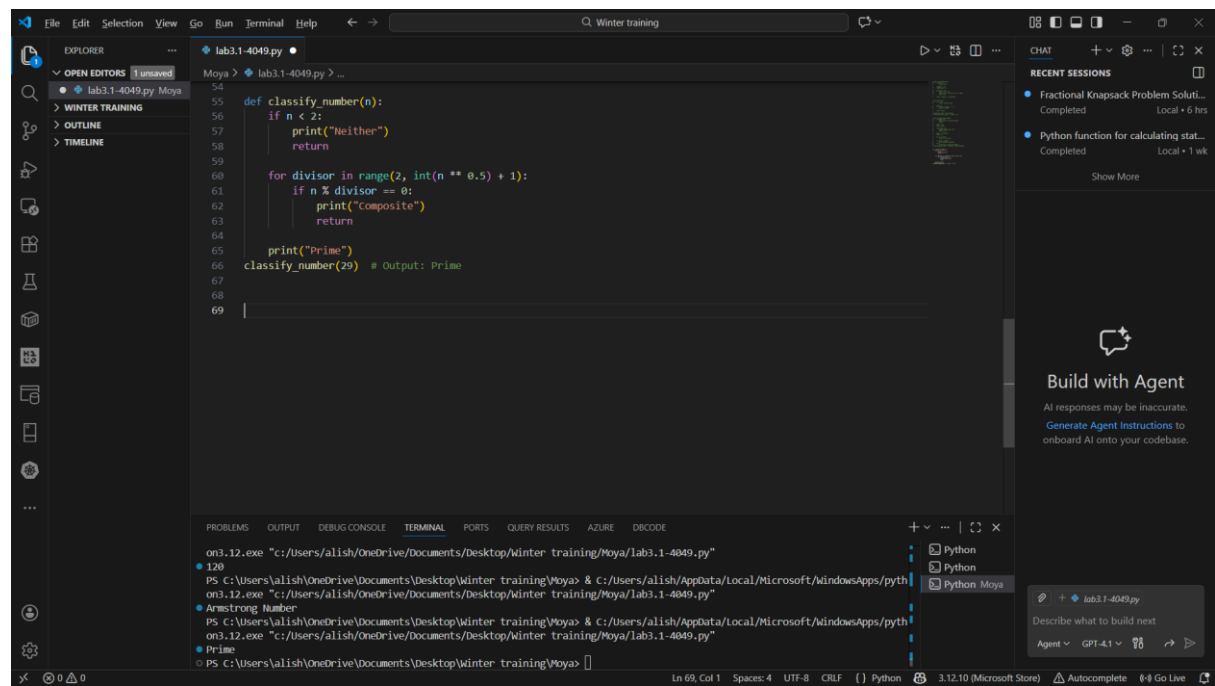 File Edit Selection View Go Run Terminal Help
Winter training
EXPLORER
OPEN EDITORS 1 unsaved
lab3.1-4049.py Moya
WINTER TRAINING
OUTLINE
TIMELINE
lab3.1-4049.py
Moya > lab3.1-4049.py > ...
54
55 def classify_number(n):
56     if n < 2:
57         print("Neither")
58         return
59
60     for divisor in range(2, int(n ** 0.5) + 1):
61         if n % divisor == 0:
62             print("Composite")
63             return
64
65     print("Prime")
66 classify_number(29)  # Output: Prime
67
68
69
PROBLEMS OUTPUT DEBUG CONSOLE TERMINAL PORTS QUERY RESULTS AZURE DBCODE
on3.12.exe "c:/Users/alish/OneDrive/Documents/Desktop/Winter training/Moya/lab3.1-4049.py"
120
PS C:\Users\alish\OneDrive\Documents\Desktop\Winter training\Moya> & C:/Users/alish/AppData/Local/Microsoft/WindowsApps/pyth
on3.12.exe "c:/Users/alish/OneDrive/Documents/Desktop/Winter training/Moya/lab3.1-4049.py"
Armstrong Number
PS C:\Users\alish\OneDrive\Documents\Desktop\Winter training\Moya> & C:/Users/alish/AppData/Local/Microsoft/WindowsApps/pyth
on3.12.exe "c:/Users/alish/OneDrive/Documents/Desktop/Winter training/Moya/lab3.1-4049.py"
Prime
PS C:\Users\alish\OneDrive\Documents\Desktop\Winter training\Moya>
Python
Python
Python Moya
CHAT
RECENT SESSIONS
Fractional Knapsack Problem Soluti...
Completed Local • 6 hrs
Python function for calculating stat...
Completed Local • 1 wk
Show More
Build with Agent
AI responses may be inaccurate.
Generate Agent Instructions to
onboard AI onto your codebase.
lab3.1-4049.py
Describe what to build next
Agent GPT-4.1
0 0 Ln 69, Col 1 Spaces: 4 UTF-8 CRLF { } Python 3.12.10 (Microsoft Store) Autocomplete Go Live